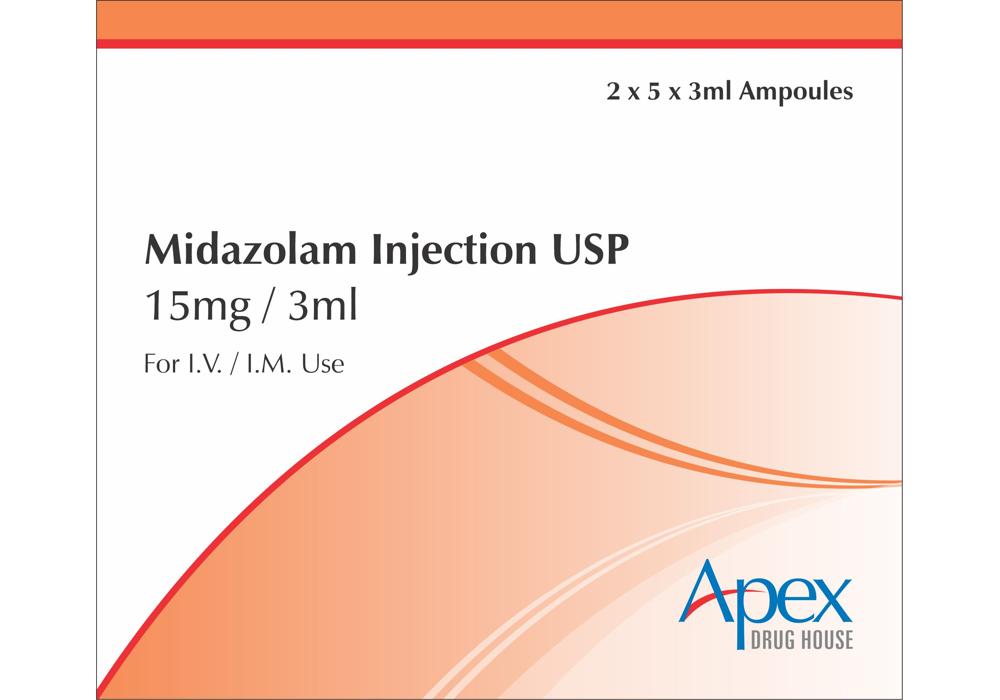 2 x 5 x 3ml Ampoules
Midazolam Injection USP
15mg / 3ml
For I.V. / I.M. Use
Apex
DRUG HOUSE